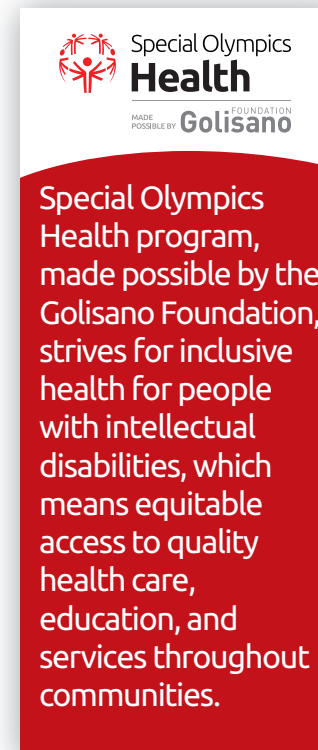 Special Olympics
Health
MADE
POSSIBLE BY
FOUNDATION
Golisano
Special Olympics
Health program,
made possible by the
Golisano Foundation,
strives for inclusive
health for people
with intellectual
disabilities, which
means equitable
access to quality
health care,
education, and
services throughout
communities.